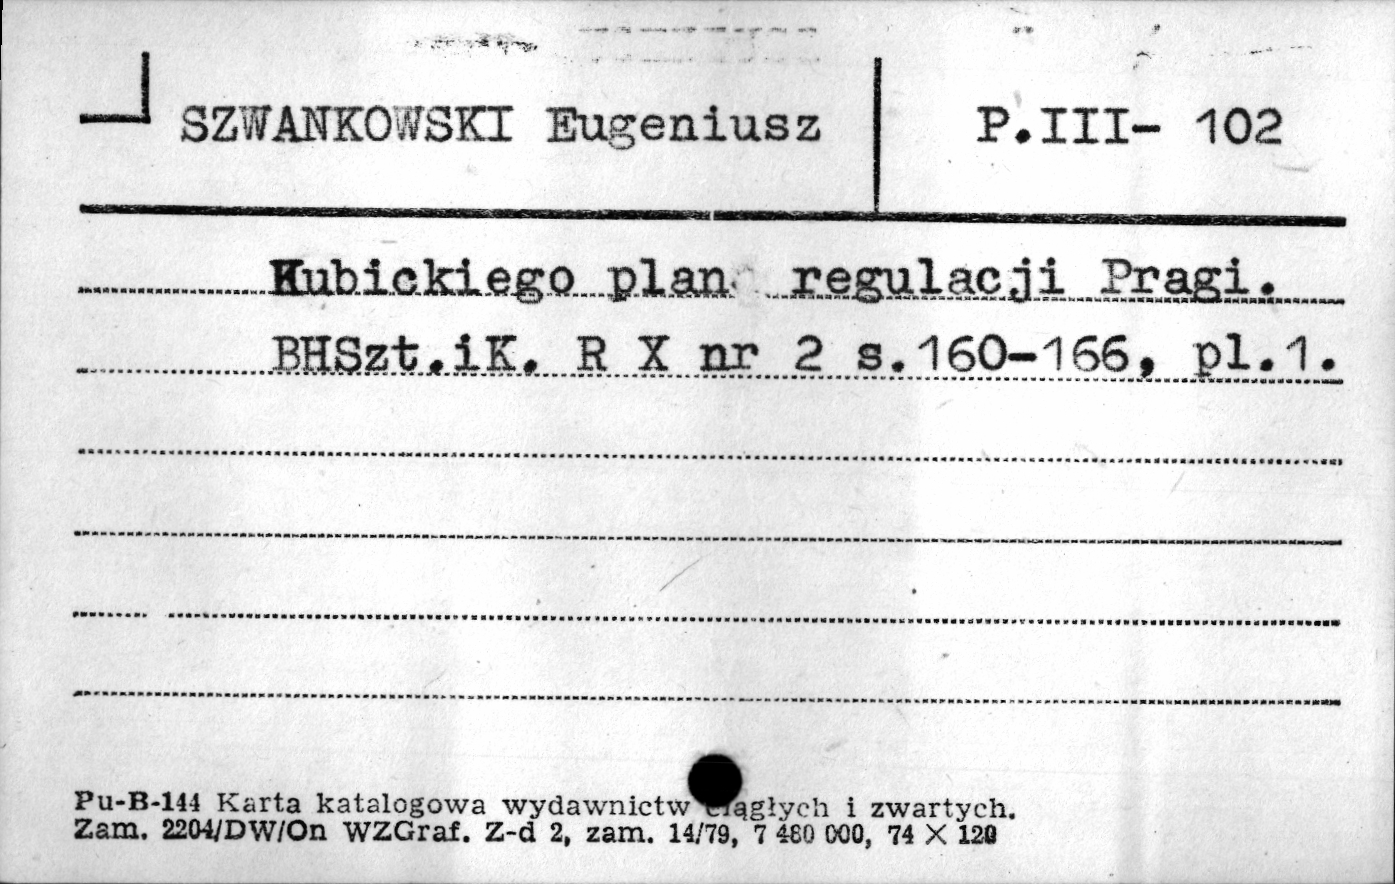 SZWANKOWSKI Eugeniusz
P.III- 102
Kubickiego plan regulacji Pragi.
BHSzt.iK. R X nr 2 s.160-166, pl.1.
Pu-B-144 Karta katalogowa wydawnictw ciągłych i zwartych.
Zam. 2204/DW/On WZGraf. Z-d 2, zam. 14/79, 7 480 000, 74 X 120